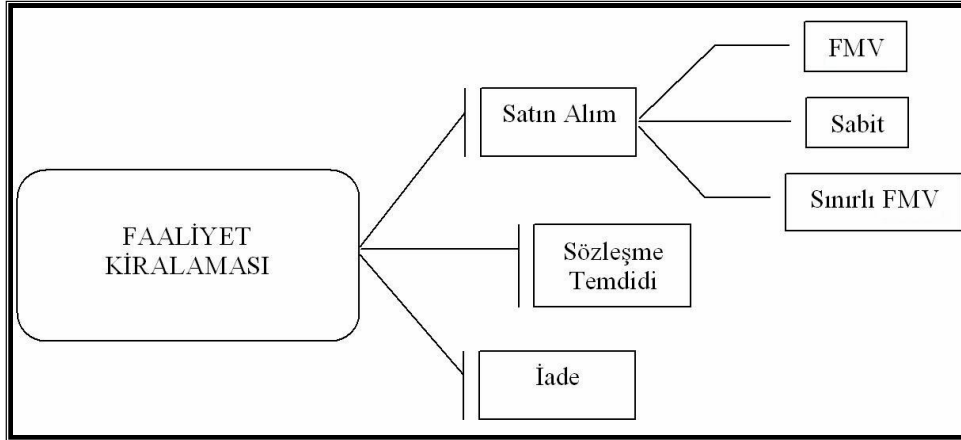 FAALİYET
KİRALAMASI
Satın Alım
FMV
Sabit
Sınırlı FMV
Sözleşme
Temdidi
İade